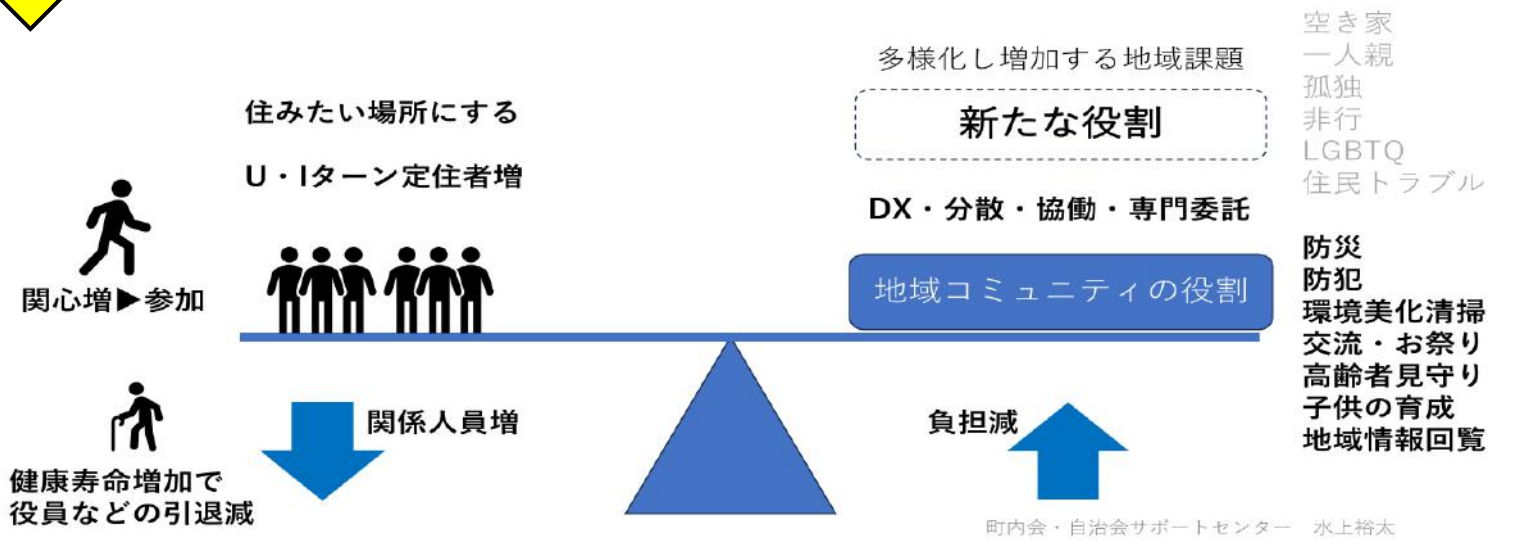 住みたい場所にする
U・Iターン定住者増
関心増▶参加
健康寿命増加で
役員などの引退減
関係人員増
多様化し増加する地域課題
新たな役割
DX・分散・協働・専門委託
地域コミュニティの役割
負担減
空き家
一人親
孤独
非行
LGBTQ
住民トラブル
防災
防犯
環境美化清掃
交流・お祭り
高齢者見守り
子供の育成
地域情報回覧
町内会・自治会サポートセンター 水上裕太